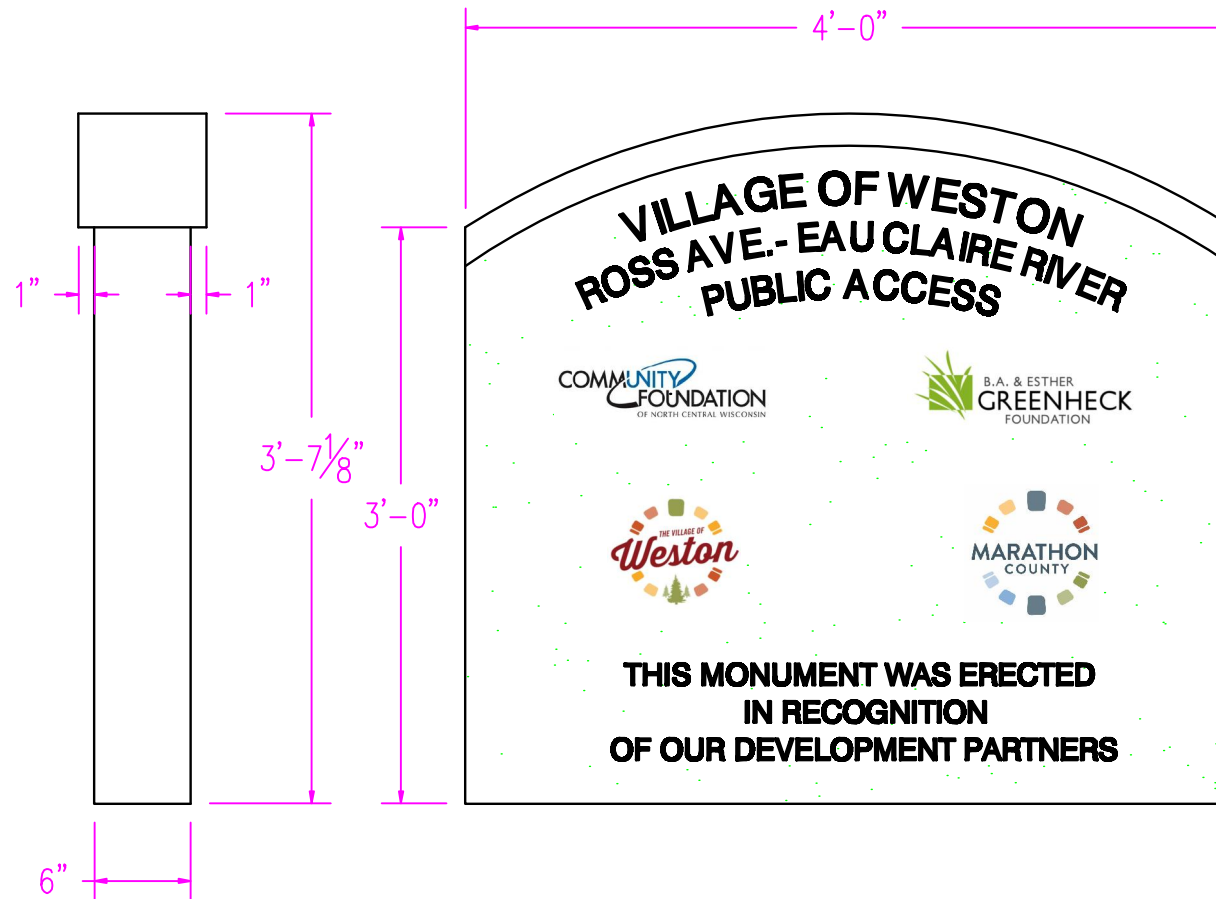 4'-0"
VILLAGE OF WESTON
ROSS AVE.- EAU CLAIRE RIVER
PUBLIC ACCESS
1" 1"
COMMUNITY
FOUNDATION
OF NORTH CENTRAL WISCONSIN
B.A. & ESTHER
GREENHECK
FOUNDATION
3'-7 1/8"
3'-0"
THE VILLAGE OF
Weston
MARATHON
COUNTY
THIS MONUMENT WAS ERECTED
IN RECOGNITION
OF OUR DEVELOPMENT PARTNERS
6"